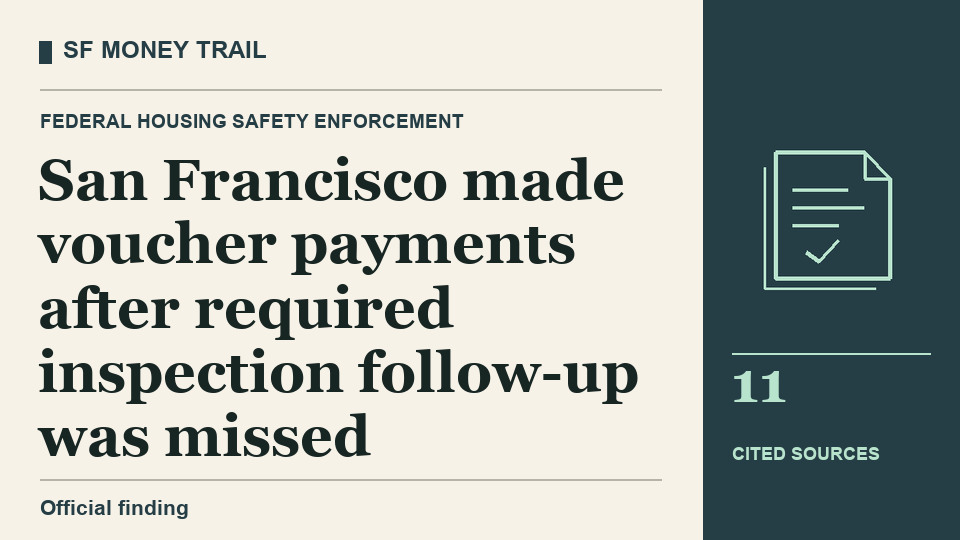 SF MONEY TRAIL
FEDERAL HOUSING SAFETY ENFORCEMENT
San Francisco made
voucher payments
after required
inspection follow-up
was missed
Official finding
11
CITED SOURCES